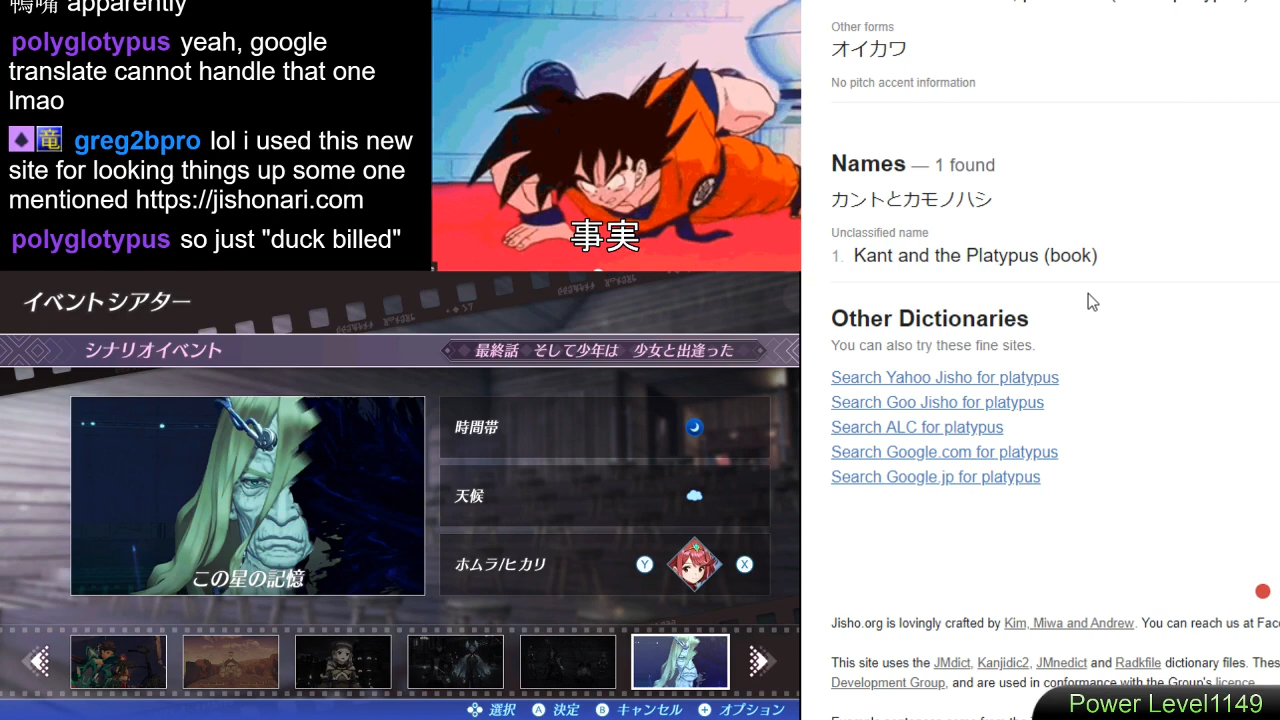 鴨嘴 apparently
polyglotypus yeah, google
translate cannot handle that one
lmao
竜 greg2bpro lol i used this new
site for looking things up some one
mentioned https://jishonari.com
polyglotypus so just "duck billed"
事実
イベントシアター
シナリオイベント
最終話 そして少年は 少女と出逢った
この星の記憶
時間帯
天候
ホムラ/ヒカリ
Y
X
選択 A 決定 B キャンセル + オプション
Other forms
オイカワ
No pitch accent information
Names — 1 found
カントとカモノハシ
Unclassified name
1. Kant and the Platypus (book)
Other Dictionaries
You can also try these fine sites.
Search Yahoo Jisho for platypus
Search Goo Jisho for platypus
Search ALC for platypus
Search Google.com for platypus
Search Google.jp for platypus
Jisho.org is lovingly crafted by Kim, Miwa and Andrew. You can reach us at Fac
This site uses the JMdict, Kanjidic2, JMnedict and Radkfile dictionary files. Thes
Development Group, and are used in conformance with the Group's licence.
Power Level1149